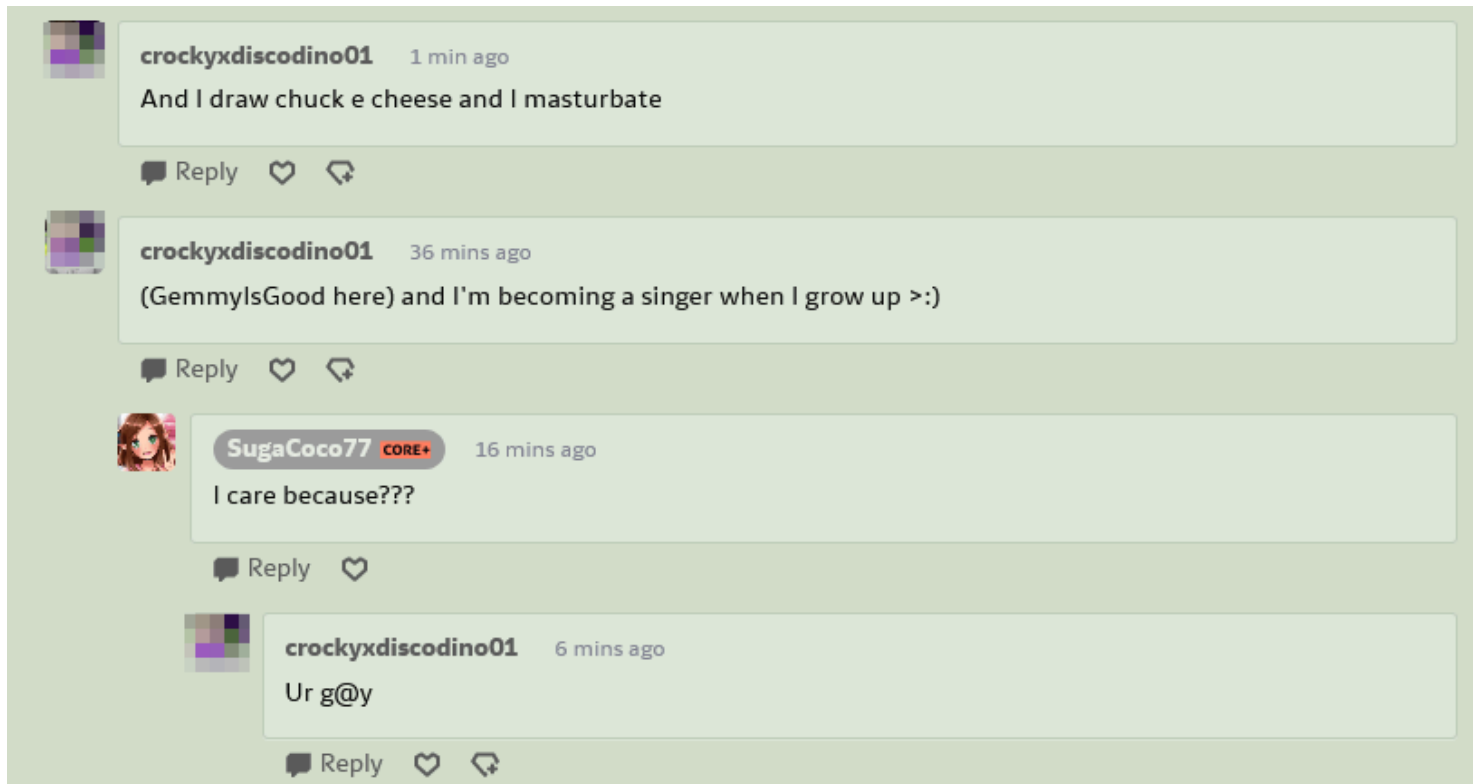 crockyxdiscodino01 1 min ago
And I draw chuck e cheese and I masturbate
Reply
crockyxdiscodino01 36 mins ago
(GemmyIsGood here) and I'm becoming a singer when I grow up >:)
Reply
SugaCoco77 CORE+ 16 mins ago
I care because???
Reply
crockyxdiscodino01 6 mins ago
Ur g@y
Reply